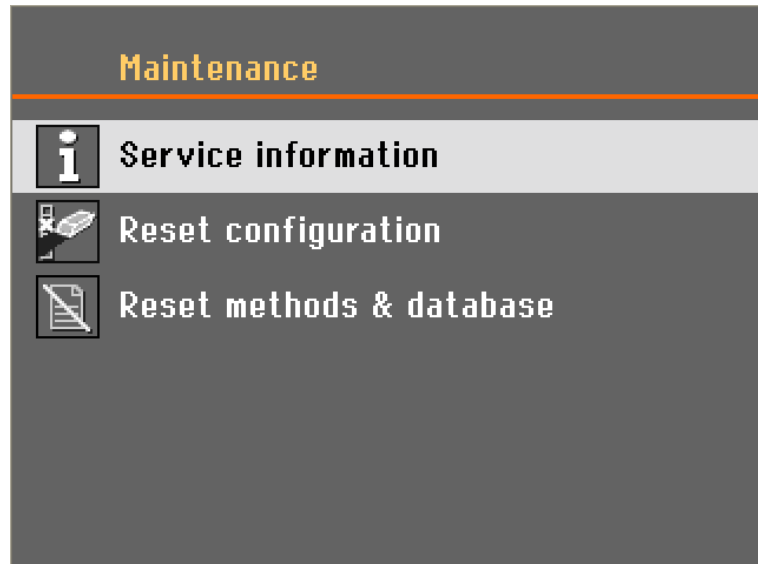 Maintenance
Service information
Reset configuration
Reset methods & database